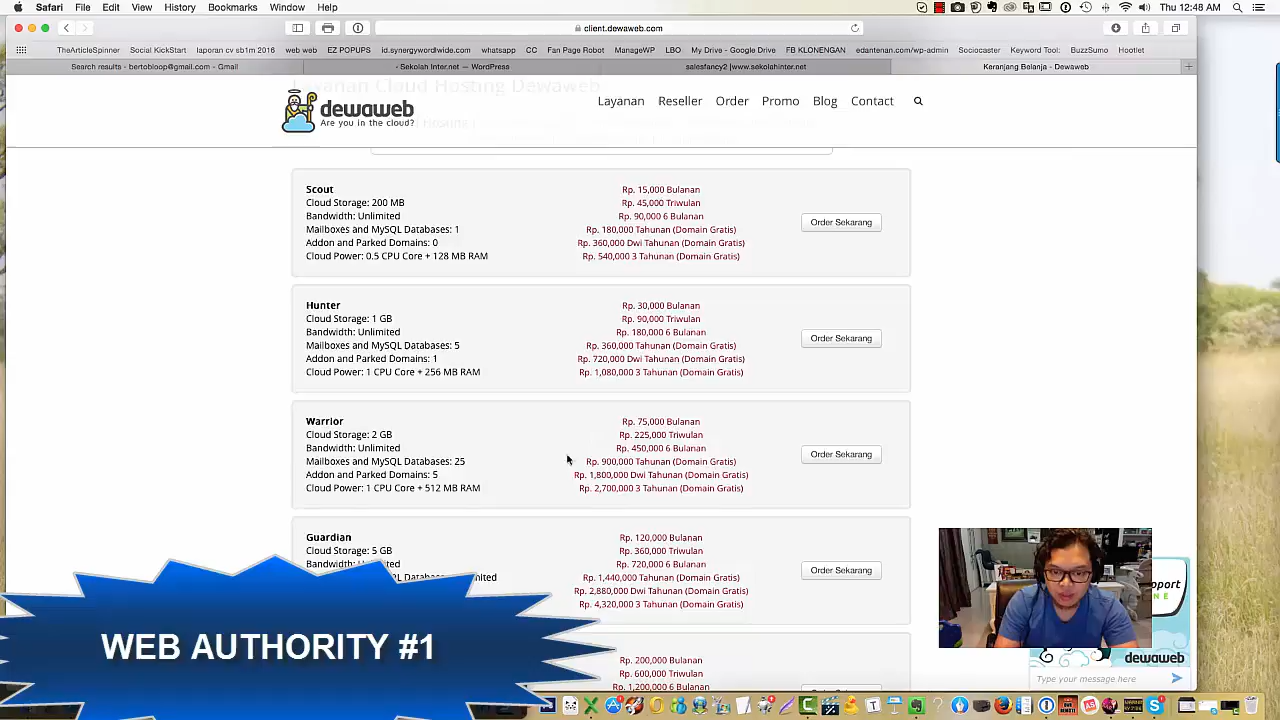 Safari File Edit View History Bookmarks Window Help
Thu 12:48 AM
client.dewaweb.com
TheArticleSpinner Social KickStart laporan cv sb1m 2016 web web EZ POPUPS id.synergyworldwide.com whatsapp CC Fan Page Robot ManageWP LBO My Drive - Google Drive FB KLONENGAN edantenan.com/wp-admin Sociocaster Keyword Tool: BuzzSumo Hootlet
Search results - bertobloop@gmail.com - Gmail
- Sekolah Inter.net — WordPress
salesfancy2 |www.sekolahinter.net
Keranjang Belanja - Dewaweb
dewaweb
Are you in the cloud?
Layanan Reseller Order Promo Blog Contact
Scout
Cloud Storage: 200 MB
Bandwidth: Unlimited
Mailboxes and MySQL Databases: 1
Addon and Parked Domains: 0
Cloud Power: 0.5 CPU Core + 128 MB RAM
Rp. 15,000 Bulanan
Rp. 45,000 Triwulan
Rp. 90,000 6 Bulanan
Rp. 180,000 Tahunan (Domain Gratis)
Rp. 360,000 Dwi Tahunan (Domain Gratis)
Rp. 540,000 3 Tahunan (Domain Gratis)
Order Sekarang
Hunter
Cloud Storage: 1 GB
Bandwidth: Unlimited
Mailboxes and MySQL Databases: 5
Addon and Parked Domains: 1
Cloud Power: 1 CPU Core + 256 MB RAM
Rp. 30,000 Bulanan
Rp. 90,000 Triwulan
Rp. 180,000 6 Bulanan
Rp. 360,000 Tahunan (Domain Gratis)
Rp. 720,000 Dwi Tahunan (Domain Gratis)
Rp. 1,080,000 3 Tahunan (Domain Gratis)
Order Sekarang
Warrior
Cloud Storage: 2 GB
Bandwidth: Unlimited
Mailboxes and MySQL Databases: 25
Addon and Parked Domains: 5
Cloud Power: 1 CPU Core + 512 MB RAM
Rp. 75,000 Bulanan
Rp. 225,000 Triwulan
Rp. 450,000 6 Bulanan
Rp. 900,000 Tahunan (Domain Gratis)
Rp. 1,800,000 Dwi Tahunan (Domain Gratis)
Rp. 2,700,000 3 Tahunan (Domain Gratis)
Order Sekarang
Guardian
Cloud Storage: 5 GB
Rp. 120,000 Bulanan
Rp. 360,000 Triwulan
Rp. 720,000 6 Bulanan
Rp. 1,440,000 Tahunan (Domain Gratis)
Rp. 2,880,000 Dwi Tahunan (Domain Gratis)
Rp. 4,320,000 3 Tahunan (Domain Gratis)
Order Sekarang
Rp. 200,000 Bulanan
Rp. 600,000 Triwulan
Rp. 1,200,000 6 Bulanan
WEB AUTHORITY #1
dewaweb
Type your message here